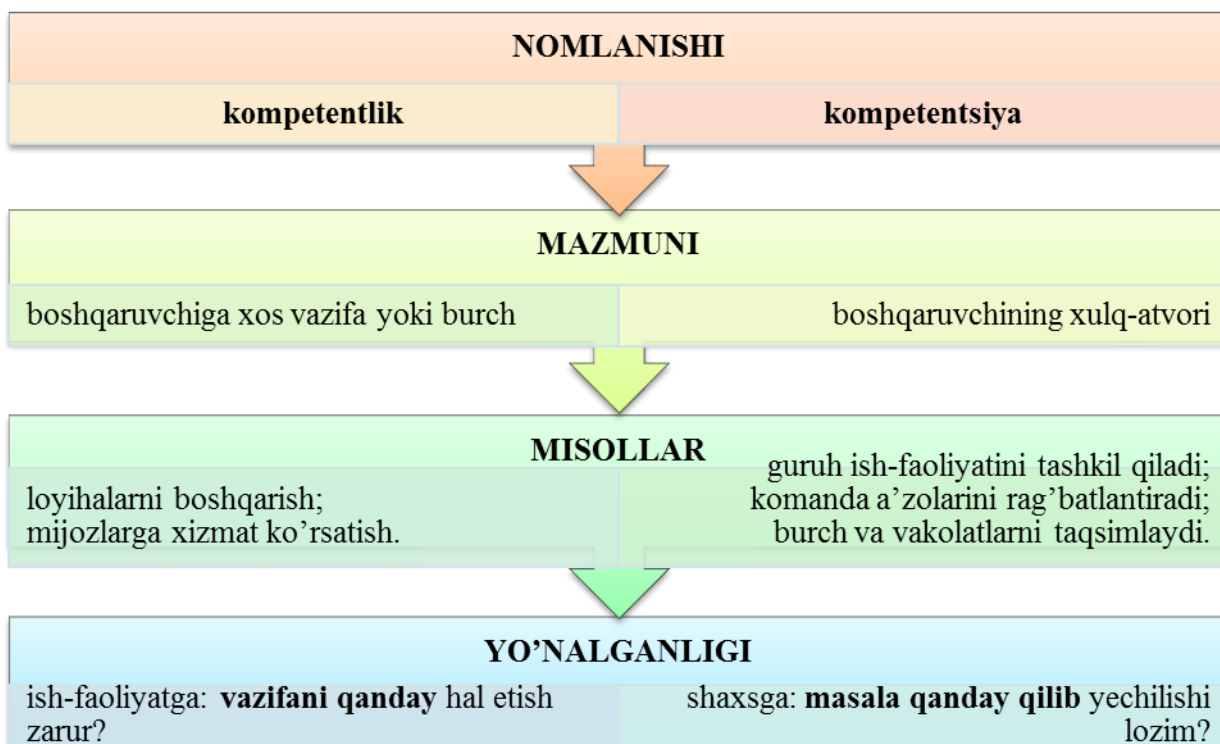 NOMLANISHI
kompetentlik
kompetentsiya
MAZMUNI
boshqaruvchiga xos vazifa yoki burch
boshqaruvchining xulq-atvori
MISOLLAR
loyihalarni boshqarish;
mijozlarga xizmat ko’rsatish.
guruh ish-faoliyatini tashkil qiladi;
komanda a’zolarini rag’batlantiradi;
burch va vakolatlarni taqsimlaydi.
YO’NALGANLIGI
ish-faoliyatga: vazifani qanday hal etish
zarur?
shaxsga: masala qanday qilib yechilishi
lozim?